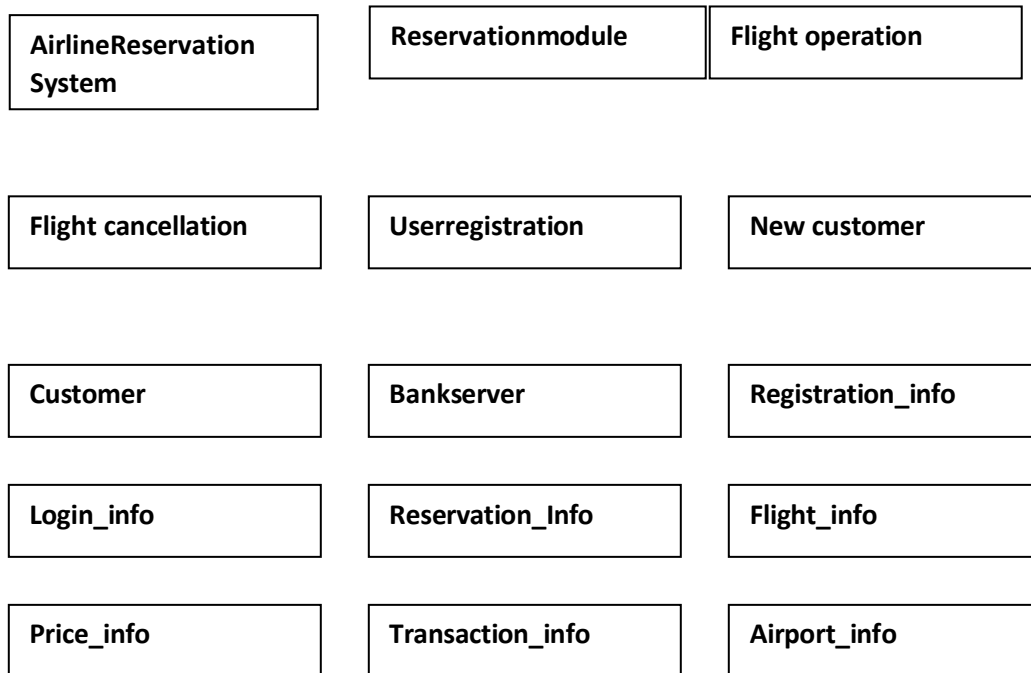 AirlineReservation
System
Reservationmodule
Flight operation
Flight cancellation
Userregistration
New customer
Customer
Bankserver
Registration_info
Login_info
Reservation_Info
Flight_info
Price_info
Transaction_info
Airport_info